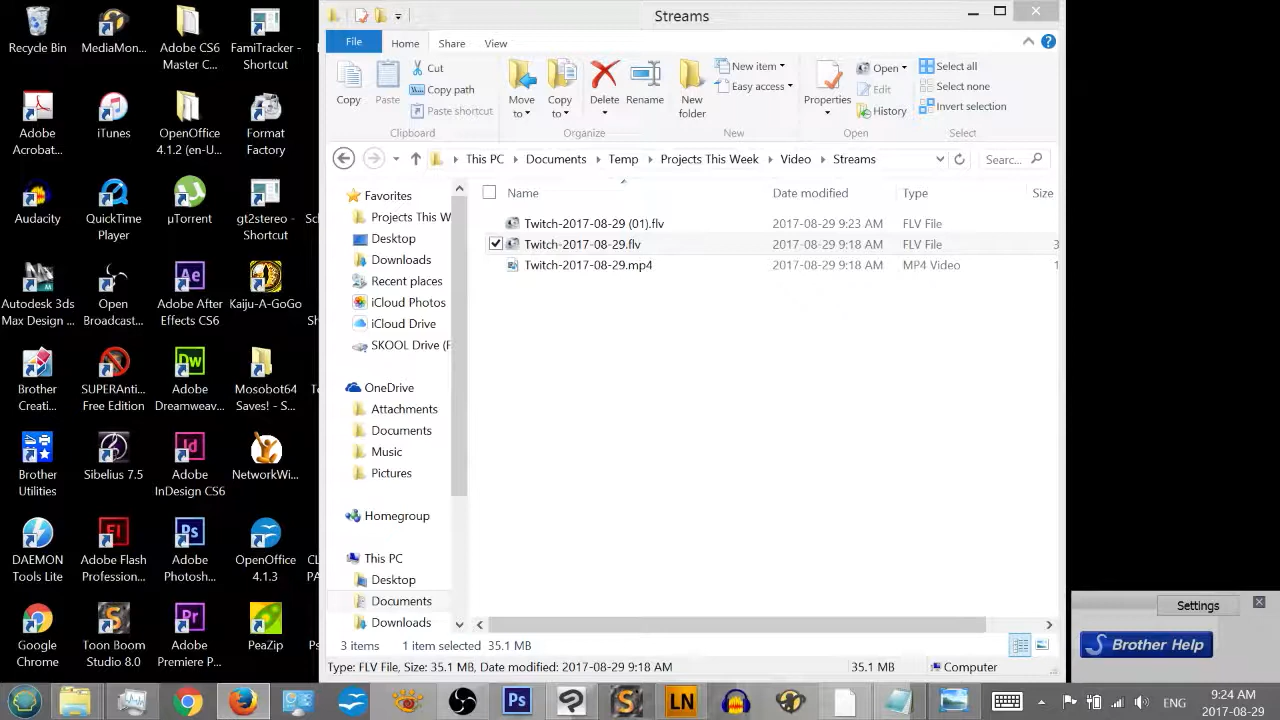 Recycle Bin
MediaMon...
Adobe CS6
Master C...
FamiTracker -
Shortcut
Adobe
Acrobat...
iTunes
OpenOffice
4.1.2 (en-U...
Format
Factory
Audacity
QuickTime
Player
µTorrent
gt2stereo -
Shortcut
Autodesk 3ds
Max Design ...
Open
Broadcast...
Adobe After
Effects CS6
Kaiju-A-GoGo
Brother
Creati...
SUPERAnti...
Free Edition
Adobe
Dreamweav...
Mosobot64
Saves! - S...
Brother
Utilities
Sibelius 7.5
Adobe
InDesign CS6
NetworkWi...
DAEMON
Tools Lite
Adobe Flash
Profession...
Adobe
Photosh...
OpenOffice
4.1.3
Google
Chrome
Toon Boom
Studio 8.0
Adobe
Premiere P...
PeaZip
Streams
File Home Share View
Copy
Paste
Cut
Copy path
Paste shortcut
Clipboard
Move
to
Copy
to
Delete
Rename
Organize
New
folder
New item
Easy access
New
Properties
Open
Edit
History
Open
Select all
Select none
Invert selection
Select
This PC Documents Temp Projects This Week Video Streams
Searc...
Name Date modified Type Size
Twitch-2017-08-29 (01).flv 2017-08-29 9:23 AM FLV File
Twitch-2017-08-29.flv 2017-08-29 9:18 AM FLV File 3
Twitch-2017-08-29.mp4 2017-08-29 9:18 AM MP4 Video 1
Favorites
Projects This W
Desktop
Downloads
Recent places
iCloud Photos
iCloud Drive
SKOOL Drive (F
OneDrive
Attachments
Documents
Music
Pictures
Homegroup
This PC
Desktop
Documents
Downloads
3 items 1 item selected 35.1 MB
Type: FLV File, Size: 35.1 MB, Date modified: 2017-08-29 9:18 AM 35.1 MB Computer
Settings
Brother Help
Ps
S
LN
ENG
9:24 AM
2017-08-29